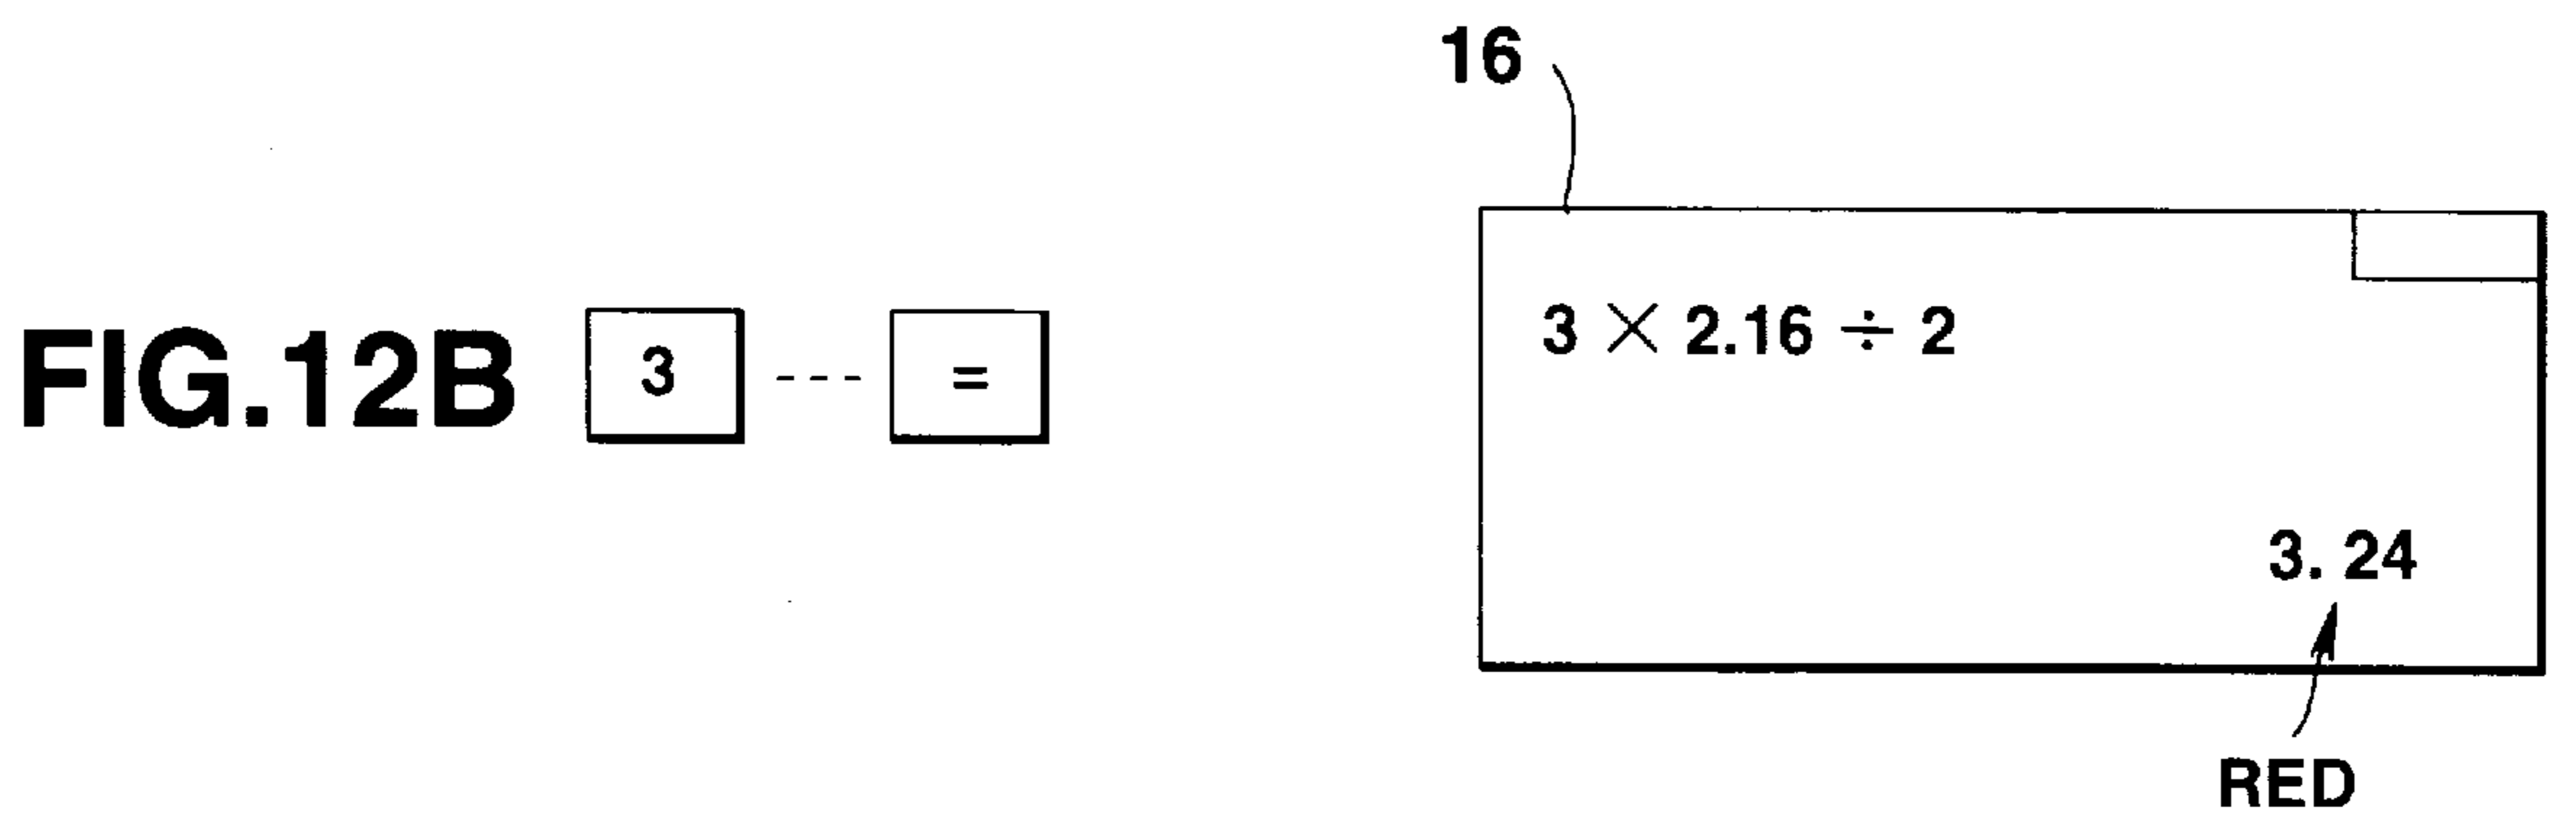 16
FIG.12B 3 --- =
3 × 2.16 ÷ 2
3. 24
RED